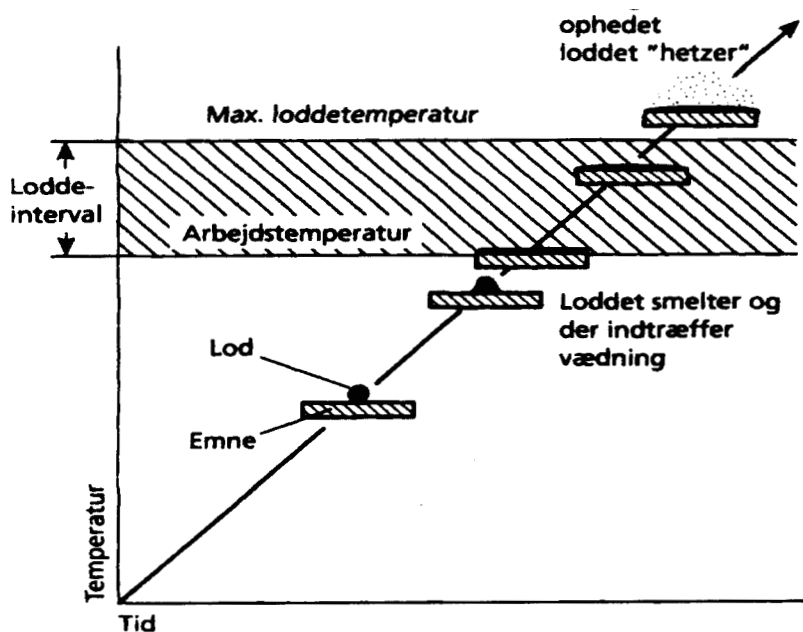 ophedet
loddet "hetzer"
Max. loddetemperatur
Lodde-
interval
Arbejdstemperatur
Loddet smelter og
der indtræffer
vædning
Lod
Emne
Temperatur
Tid